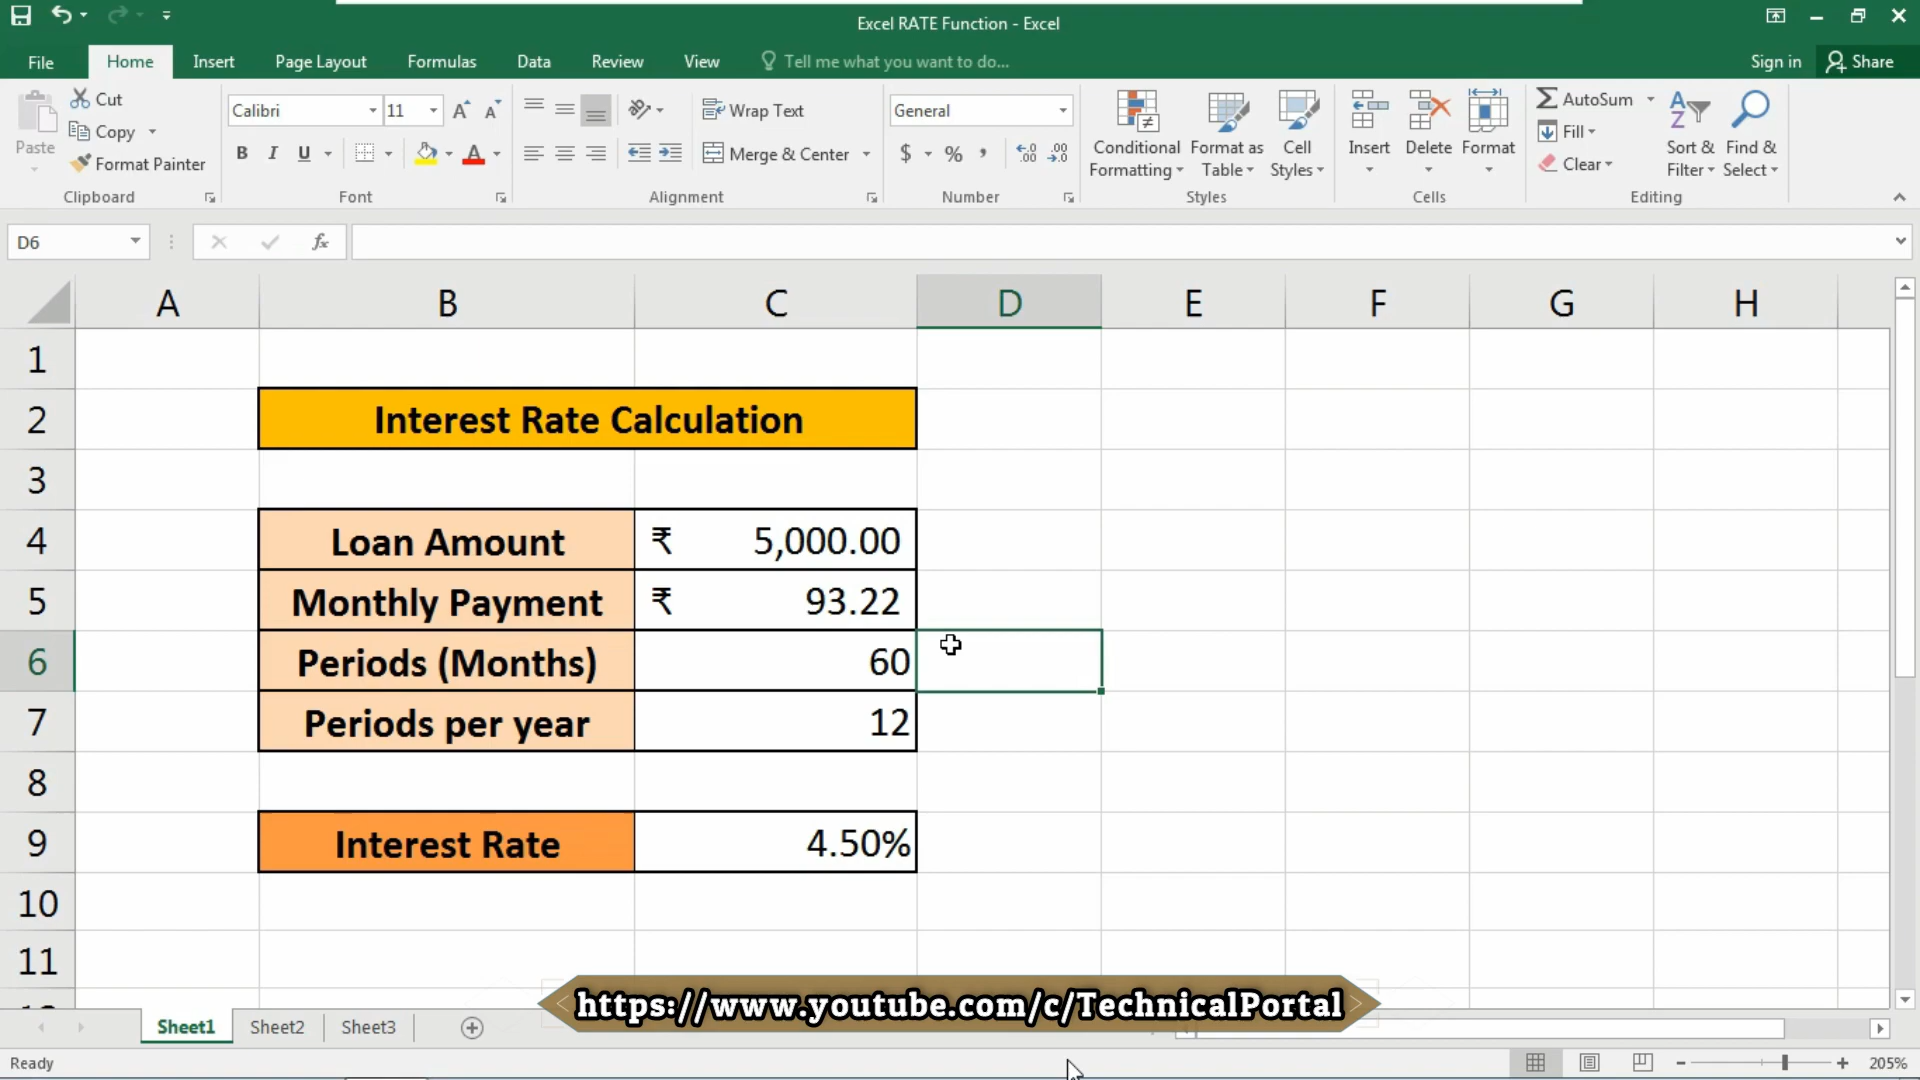 Excel RATE Function - Excel
File Home Insert Page Layout Formulas Data Review View Tell me what you want to do... Sign in Share
Paste Cut Copy Format Painter Clipboard
Calibri 11 B I U A Font
Wrap Text Merge & Center Alignment
General $ % , Number
Conditional Formatting Format as Table Cell Styles Styles
Insert Delete Format Cells
AutoSum Fill Clear Sort & Filter Find & Select Editing
D6 fx
A B C D E F G H
1
2 Interest Rate Calculation
3
4 Loan Amount ₹ 5,000.00
5 Monthly Payment ₹ 93.22
6 Periods (Months) 60
7 Periods per year 12
8
9 Interest Rate 4.50%
10
11
https://www.youtube.com/c/TechnicalPortal
Sheet1 Sheet2 Sheet3
Ready 205%